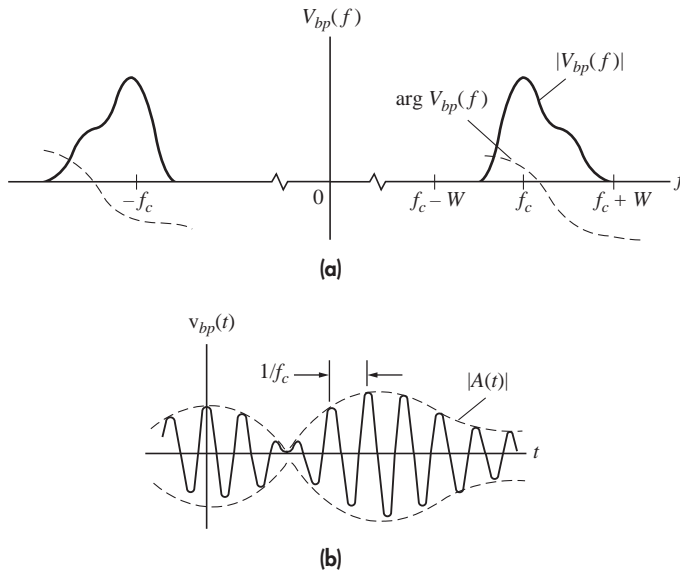 V_bp(f)
|V_bp(f)|
arg V_bp(f)
−f_c
0
f_c − W
f_c
f_c + W
f
(a)
v_bp(t)
1/f_c
|A(t)|
t
(b)